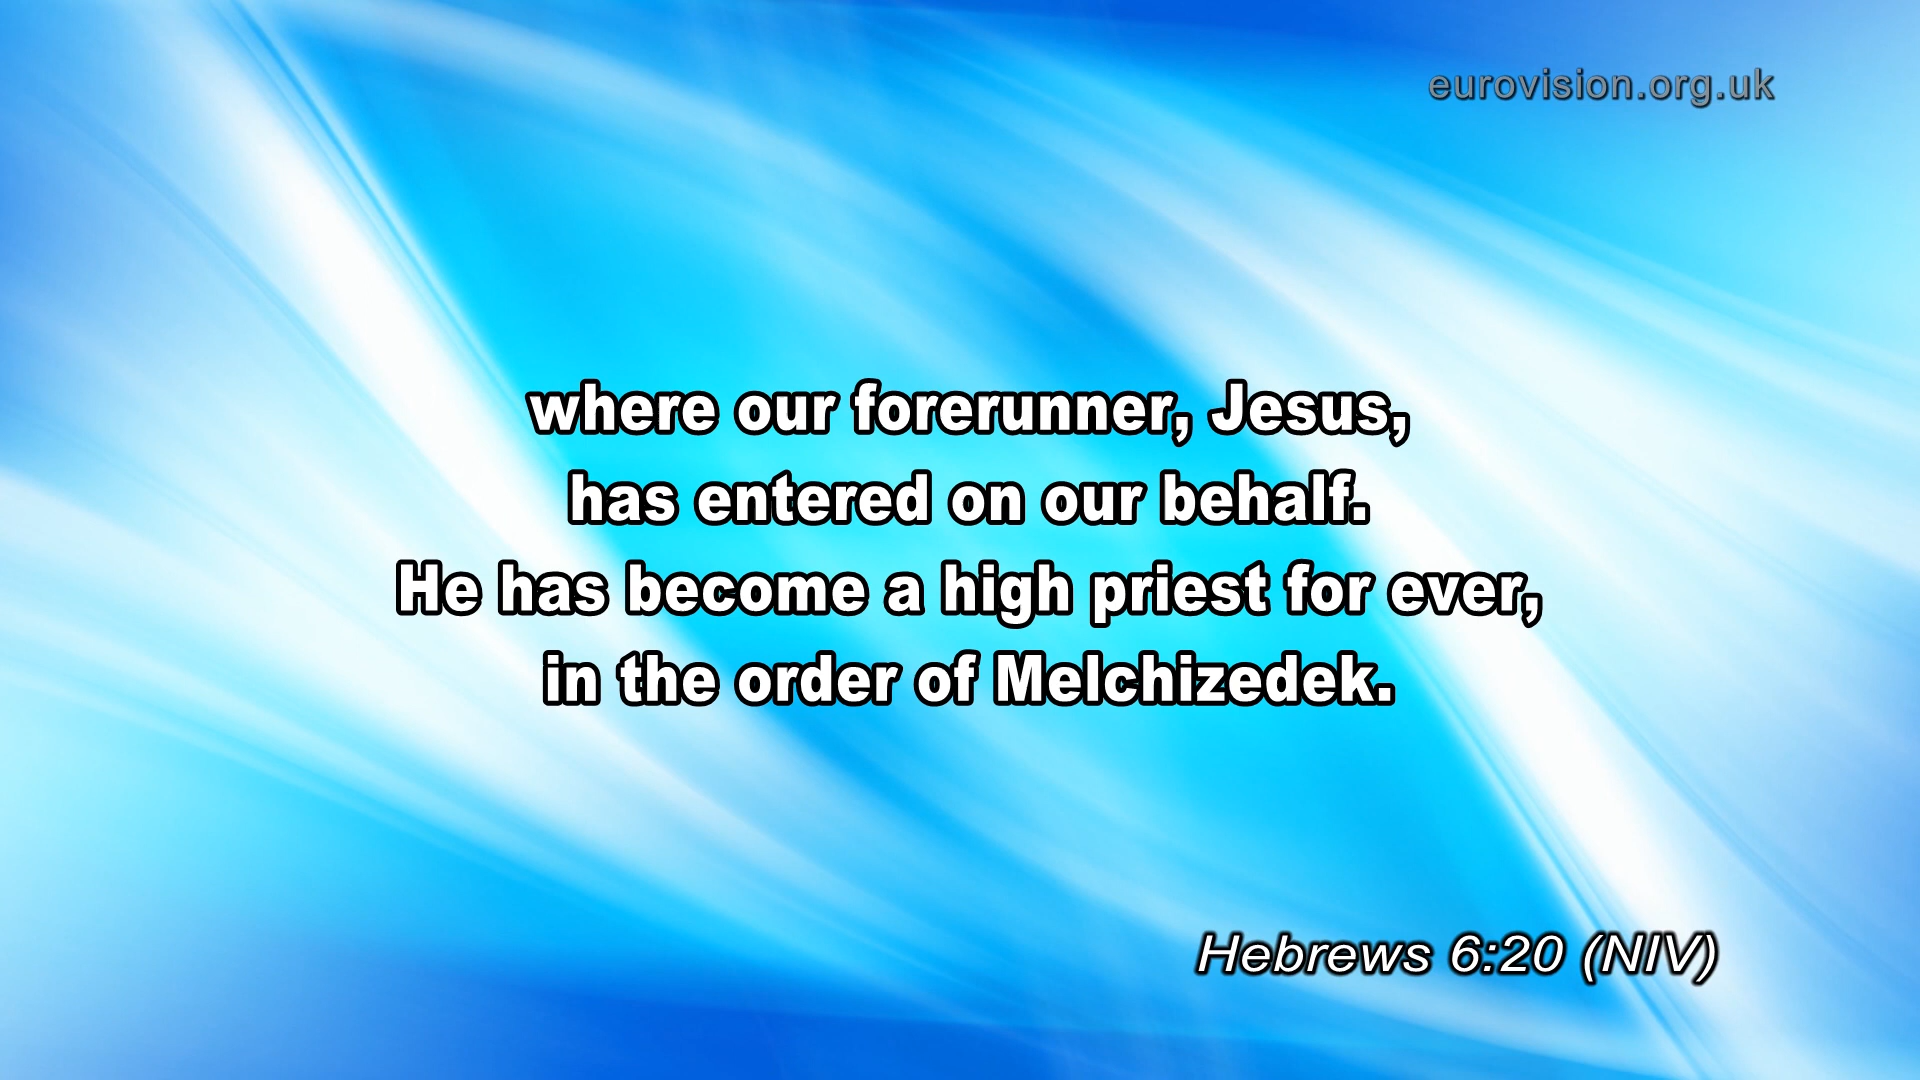 eurovision.org.uk
where our forerunner, Jesus,
has entered on our behalf.
He has become a high priest for ever,
in the order of Melchizedek.
Hebrews 6:20 (NIV)